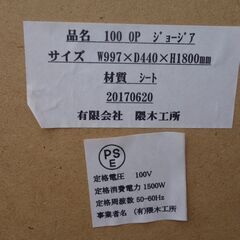 品名 100 OP ｼﾞｮｰｼﾞｱ
サイズ W997×D440×H1800mm
材質 シート
20170620
有限会社 隈木工所
PS
E
定格電圧 100V
定格消費電力 1500W
定格周波数 50-60Hz
事業者名 (有)隈木工所